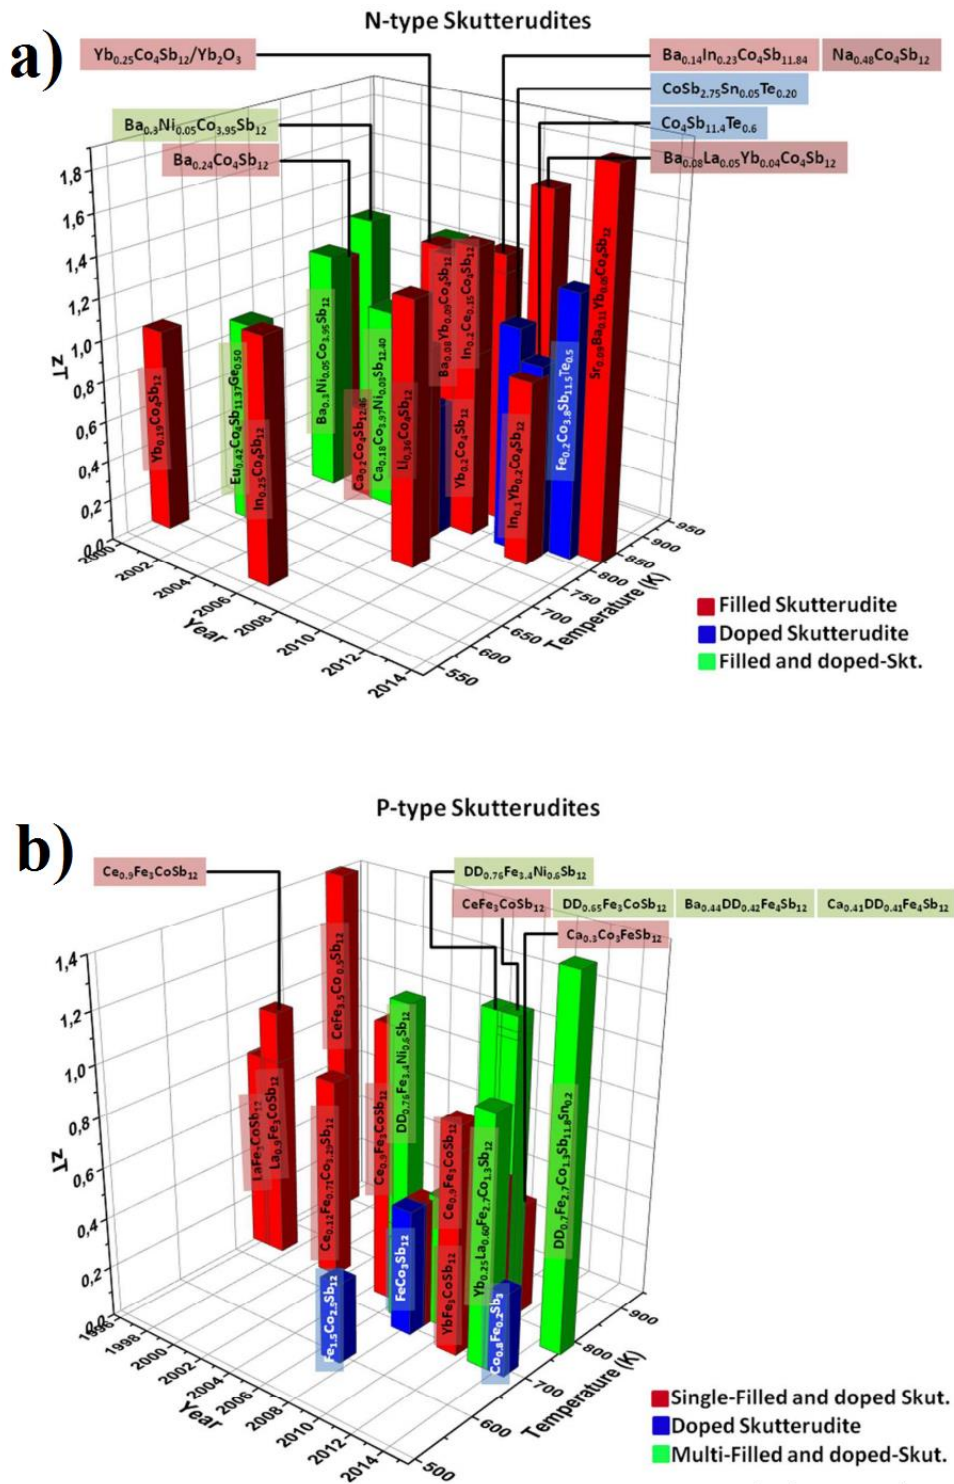 N-type Skutterudites
a)
Yb0.25Co4Sb12/Yb2O3
Ba0.14In0.23Co4Sb11.84
Na0.48Co4Sb12
CoSb2.75Sn0.05Te0.20
Ba0.3Ni0.05Co3.95Sb12
Co4Sb11.4Te0.6
Ba0.24Co4Sb12
Ba0.08La0.05Yb0.04Co4Sb12
1,8
1,6
1,4
1,2
1,0
0,8
0,6
0,4
0,2
0,0
ZT
Yb0.19Co4Sb12
Eu0.42Co4Sb11.37Ge0.50
In0.25Co4Sb12
Ba0.3Ni0.05Co3.95Sb12
Ca0.2Co4Sb12.46
Ca0.18Co3.97Ni0.03Sb12.40
Li0.36Co4Sb12
Ba0.08Yb0.09Co4Sb12
In0.2Ce0.15Co4Sb12
Yb0.2Co4Sb12
In0.1Yb0.2Co4Sb12
Fe0.2Co3.8Sb11.5Te0.5
Sr0.09Ba0.11Yb0.05Co4Sb12
2000
2002
2004
2006
2008
2010
2012
2014
Year
550
600
650
700
750
800
850
900
950
Temperature (K)
Filled Skutterudite
Doped Skutterudite
Filled and doped-Skt.
P-type Skutterudites
b)
Ce0.9Fe3CoSb12
DD0.76Fe3.4Ni0.6Sb12
CeFe3CoSb12
DD0.65Fe3CoSb12
Ba0.44DD0.42Fe4Sb12
Ca0.41DD0.41Fe4Sb12
Ca0.3Co3FeSb12
1,4
1,2
1,0
0,8
0,6
0,4
0,2
0,0
ZT
LaFe3CoSb12
La0.9Fe3CoSb12
CeFe3.5Co0.5Sb12
Ce0.12Fe0.71Co3.29Sb12
Ce0.9Fe3CoSb12
DD0.76Fe3.4Ni0.6Sb12
Fe1.5Co2.5Sb12
FeCo3Sb12
Ce0.9Fe3CoSb12
YbFe3CoSb12
Yb0.25La0.60Fe2.7Co1.3Sb12
Co0.8Fe0.2Sb3
DD0.7Fe2.7Co1.3Sb11.8Sn0.2
1996
1998
2000
2002
2004
2006
2008
2010
2012
2014
Year
500
600
700
800
900
Temperature (K)
Single-Filled and doped Skut.
Doped Skutterudite
Multi-Filled and doped-Skut.